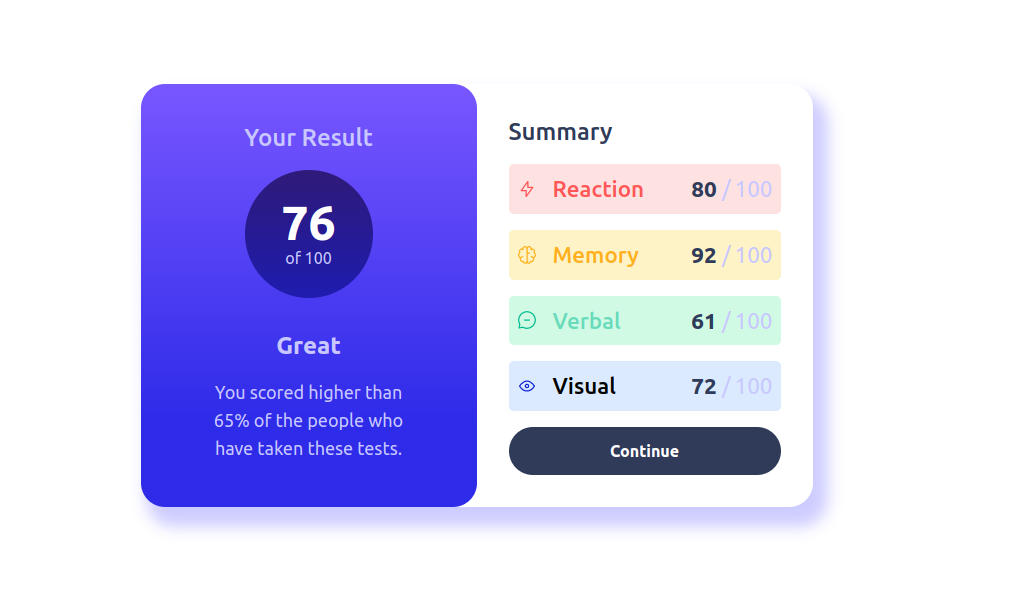 Your Result
76
of 100
Great
You scored higher than
65% of the people who
have taken these tests.
Summary
Reaction 80 / 100
Memory 92 / 100
Verbal 61 / 100
Visual 72 / 100
Continue